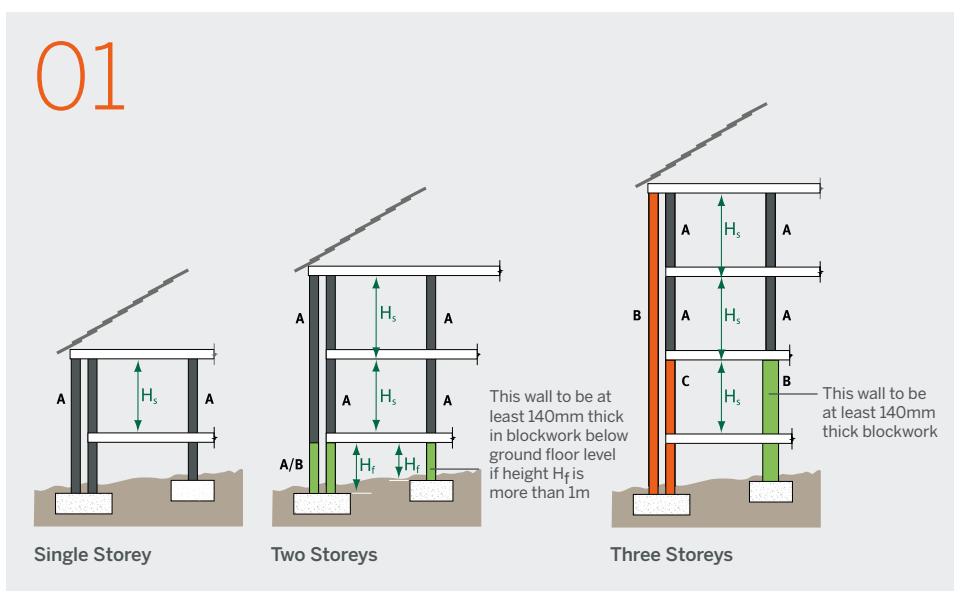 01
A
Hs
A
Single Storey
A
Hs
A
A
Hs
A
A/B
Hf
Hf
This wall to be at
least 140mm thick
in blockwork below
ground floor level
if height Hf is
more than 1m
Two Storeys
A
Hs
A
B
A
Hs
A
C
Hs
B
This wall to be
at least 140mm
thick blockwork
Three Storeys